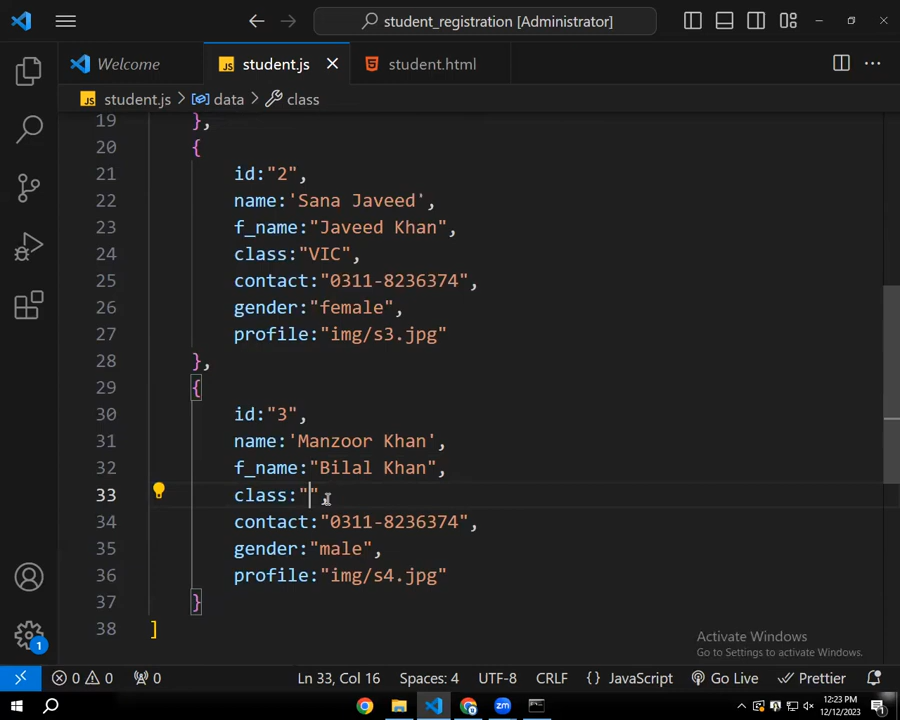 student_registration [Administrator]
Welcome
student.js
student.html
student.js > data > class
19 },
20 {
21 id:"2",
22 name:'Sana Javeed',
23 f_name:"Javeed Khan",
24 class:"VIC",
25 contact:"0311-8236374",
26 gender:"female",
27 profile:"img/s3.jpg"
28 },
29 {
30 id:"3",
31 name:'Manzoor Khan',
32 f_name:"Bilal Khan",
33 class:"",
34 contact:"0311-8236374",
35 gender:"male",
36 profile:"img/s4.jpg"
37 }
38 ]
Activate Windows
Go to Settings to activate Windows.
1
0 0 0 Ln 33, Col 16 Spaces: 4 UTF-8 CRLF {} JavaScript Go Live Prettier
12:23 PM
12/12/2023
1